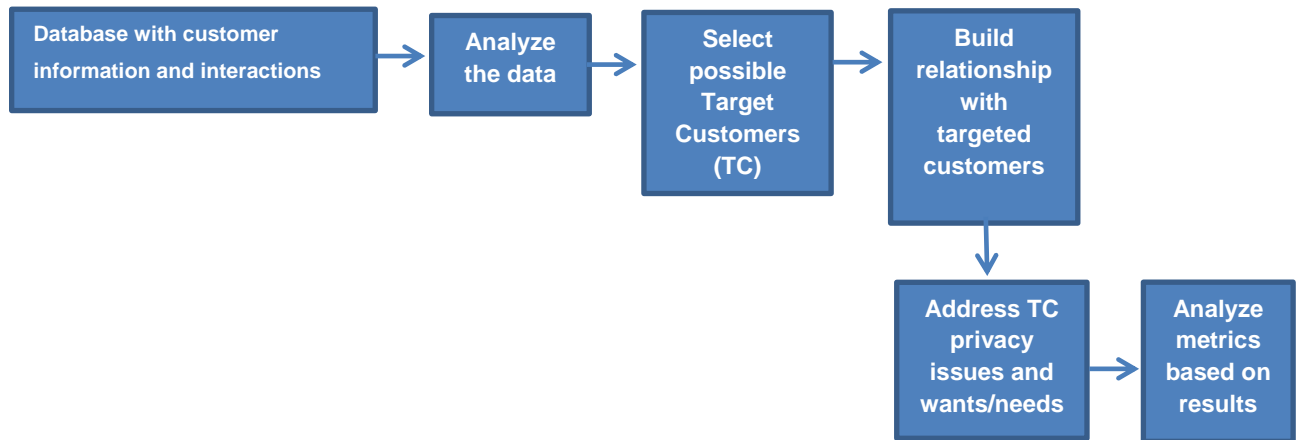 Database with customer
information and interactions
Analyze
the data
Select
possible
Target
Customers
(TC)
Build
relationship
with
targeted
customers
Address TC
privacy
issues and
wants/needs
Analyze
metrics
based on
results